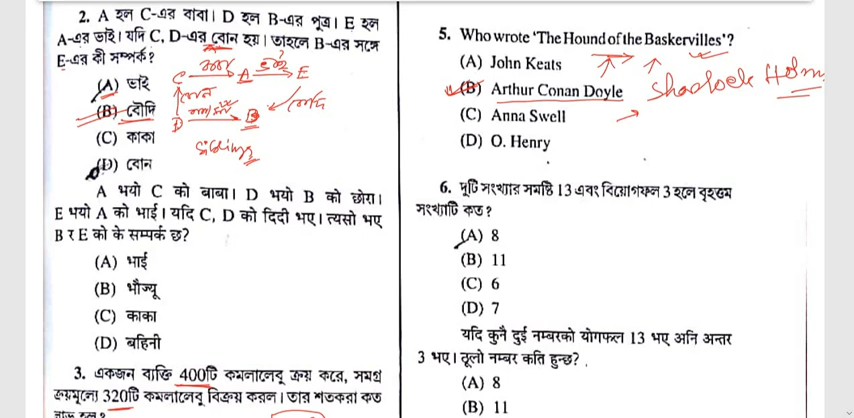 2. A হল C-এর বাবা। D হল B-এর পুত্র। E হল
A-এর ভাই। যদি C, D-এর বোন হয়। তাহলে B-এর সঙ্গে
E-এর কী সম্পর্ক?
(A) ভাই
(B) বৌদি
(C) কাকা
(D) বোন
C A E
D B
siblings
A भयो C को बाबा। D भयो B को छोरा।
E भयो A को भाई। यदि C, D को दिदी भए। त्यसो भए
B र E को के सम्पर्क छ?
(A) भाई
(B) भौज्यू
(C) काका
(D) बहिनी
3. একজন ব্যক্তি 400টি কমলালেবু ক্রয় করে, সমগ্র
ক্রয়মূল্যে 320টি কমলালেবু বিক্রয় করল। তার শতকরা কত
লাভ হল?
5. Who wrote 'The Hound of the Baskervilles'?
(A) John Keats
(B) Arthur Conan Doyle
(C) Anna Swell
(D) O. Henry
6. দুটি সংখ্যার সমষ্টি 13 এবং বিয়োগফল 3 হলে বৃহত্তম
সংখ্যাটি কত?
(A) 8
(B) 11
(C) 6
(D) 7
यदि कुनै दुई नम्बरको योगफल 13 भए अनि अन्तर
3 भए। ठूलो नम्बर कति हुन्छ?
(A) 8
(B) 11